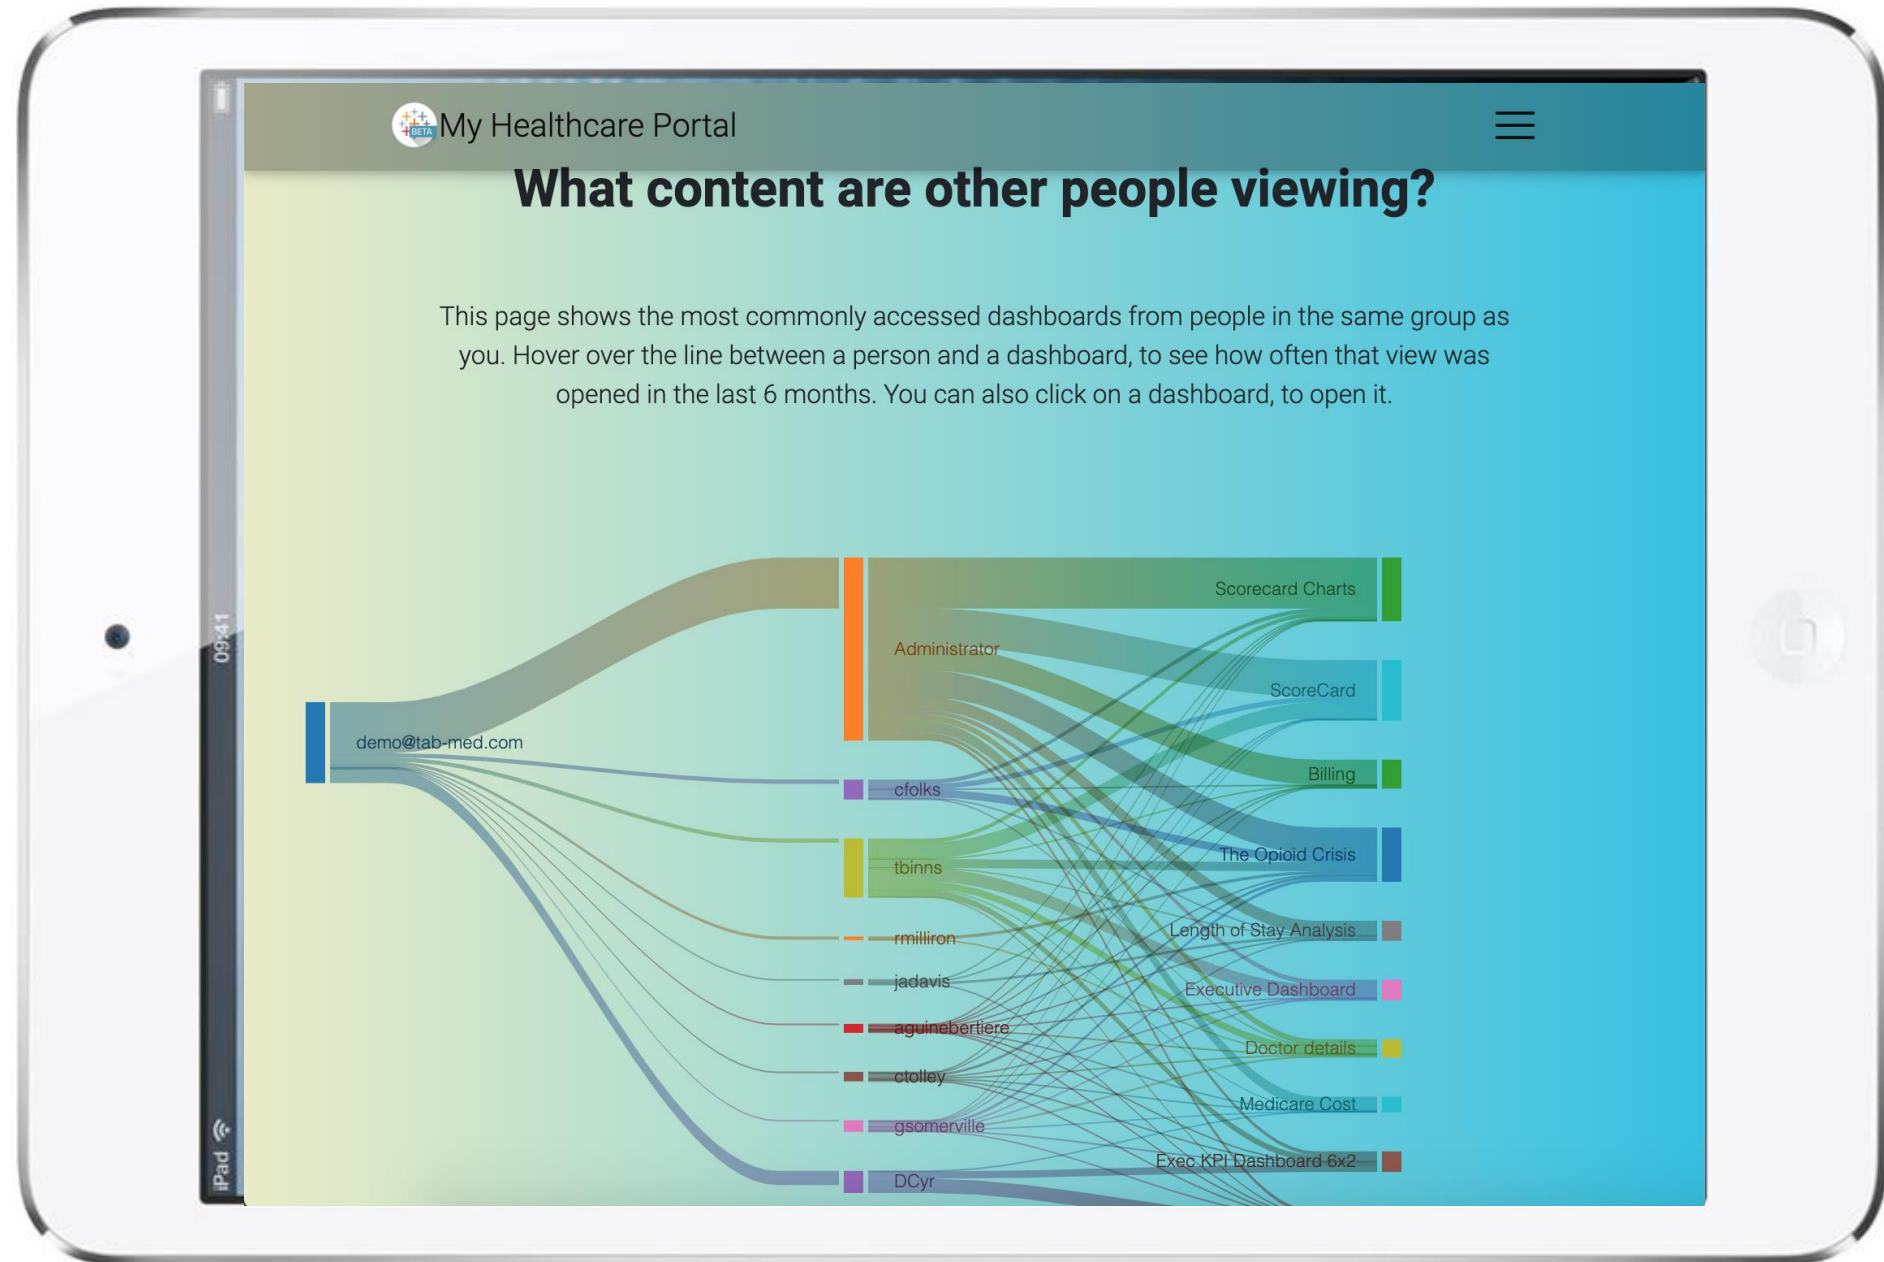 BETA
My Healthcare Portal
What content are other people viewing?
This page shows the most commonly accessed dashboards from people in the same group as
you. Hover over the line between a person and a dashboard, to see how often that view was
opened in the last 6 months. You can also click on a dashboard, to open it.
demo@tab-med.com
Administrator
cfolks
tbinns
rmilliron
jadavis
aguinebertiere
ctolley
gsomerville
DCyr
Scorecard Charts
ScoreCard
Billing
The Opioid Crisis
Length of Stay Analysis
Executive Dashboard
Doctor details
Medicare Cost
Exec KPI Dashboard 6x2
iPad
09:41